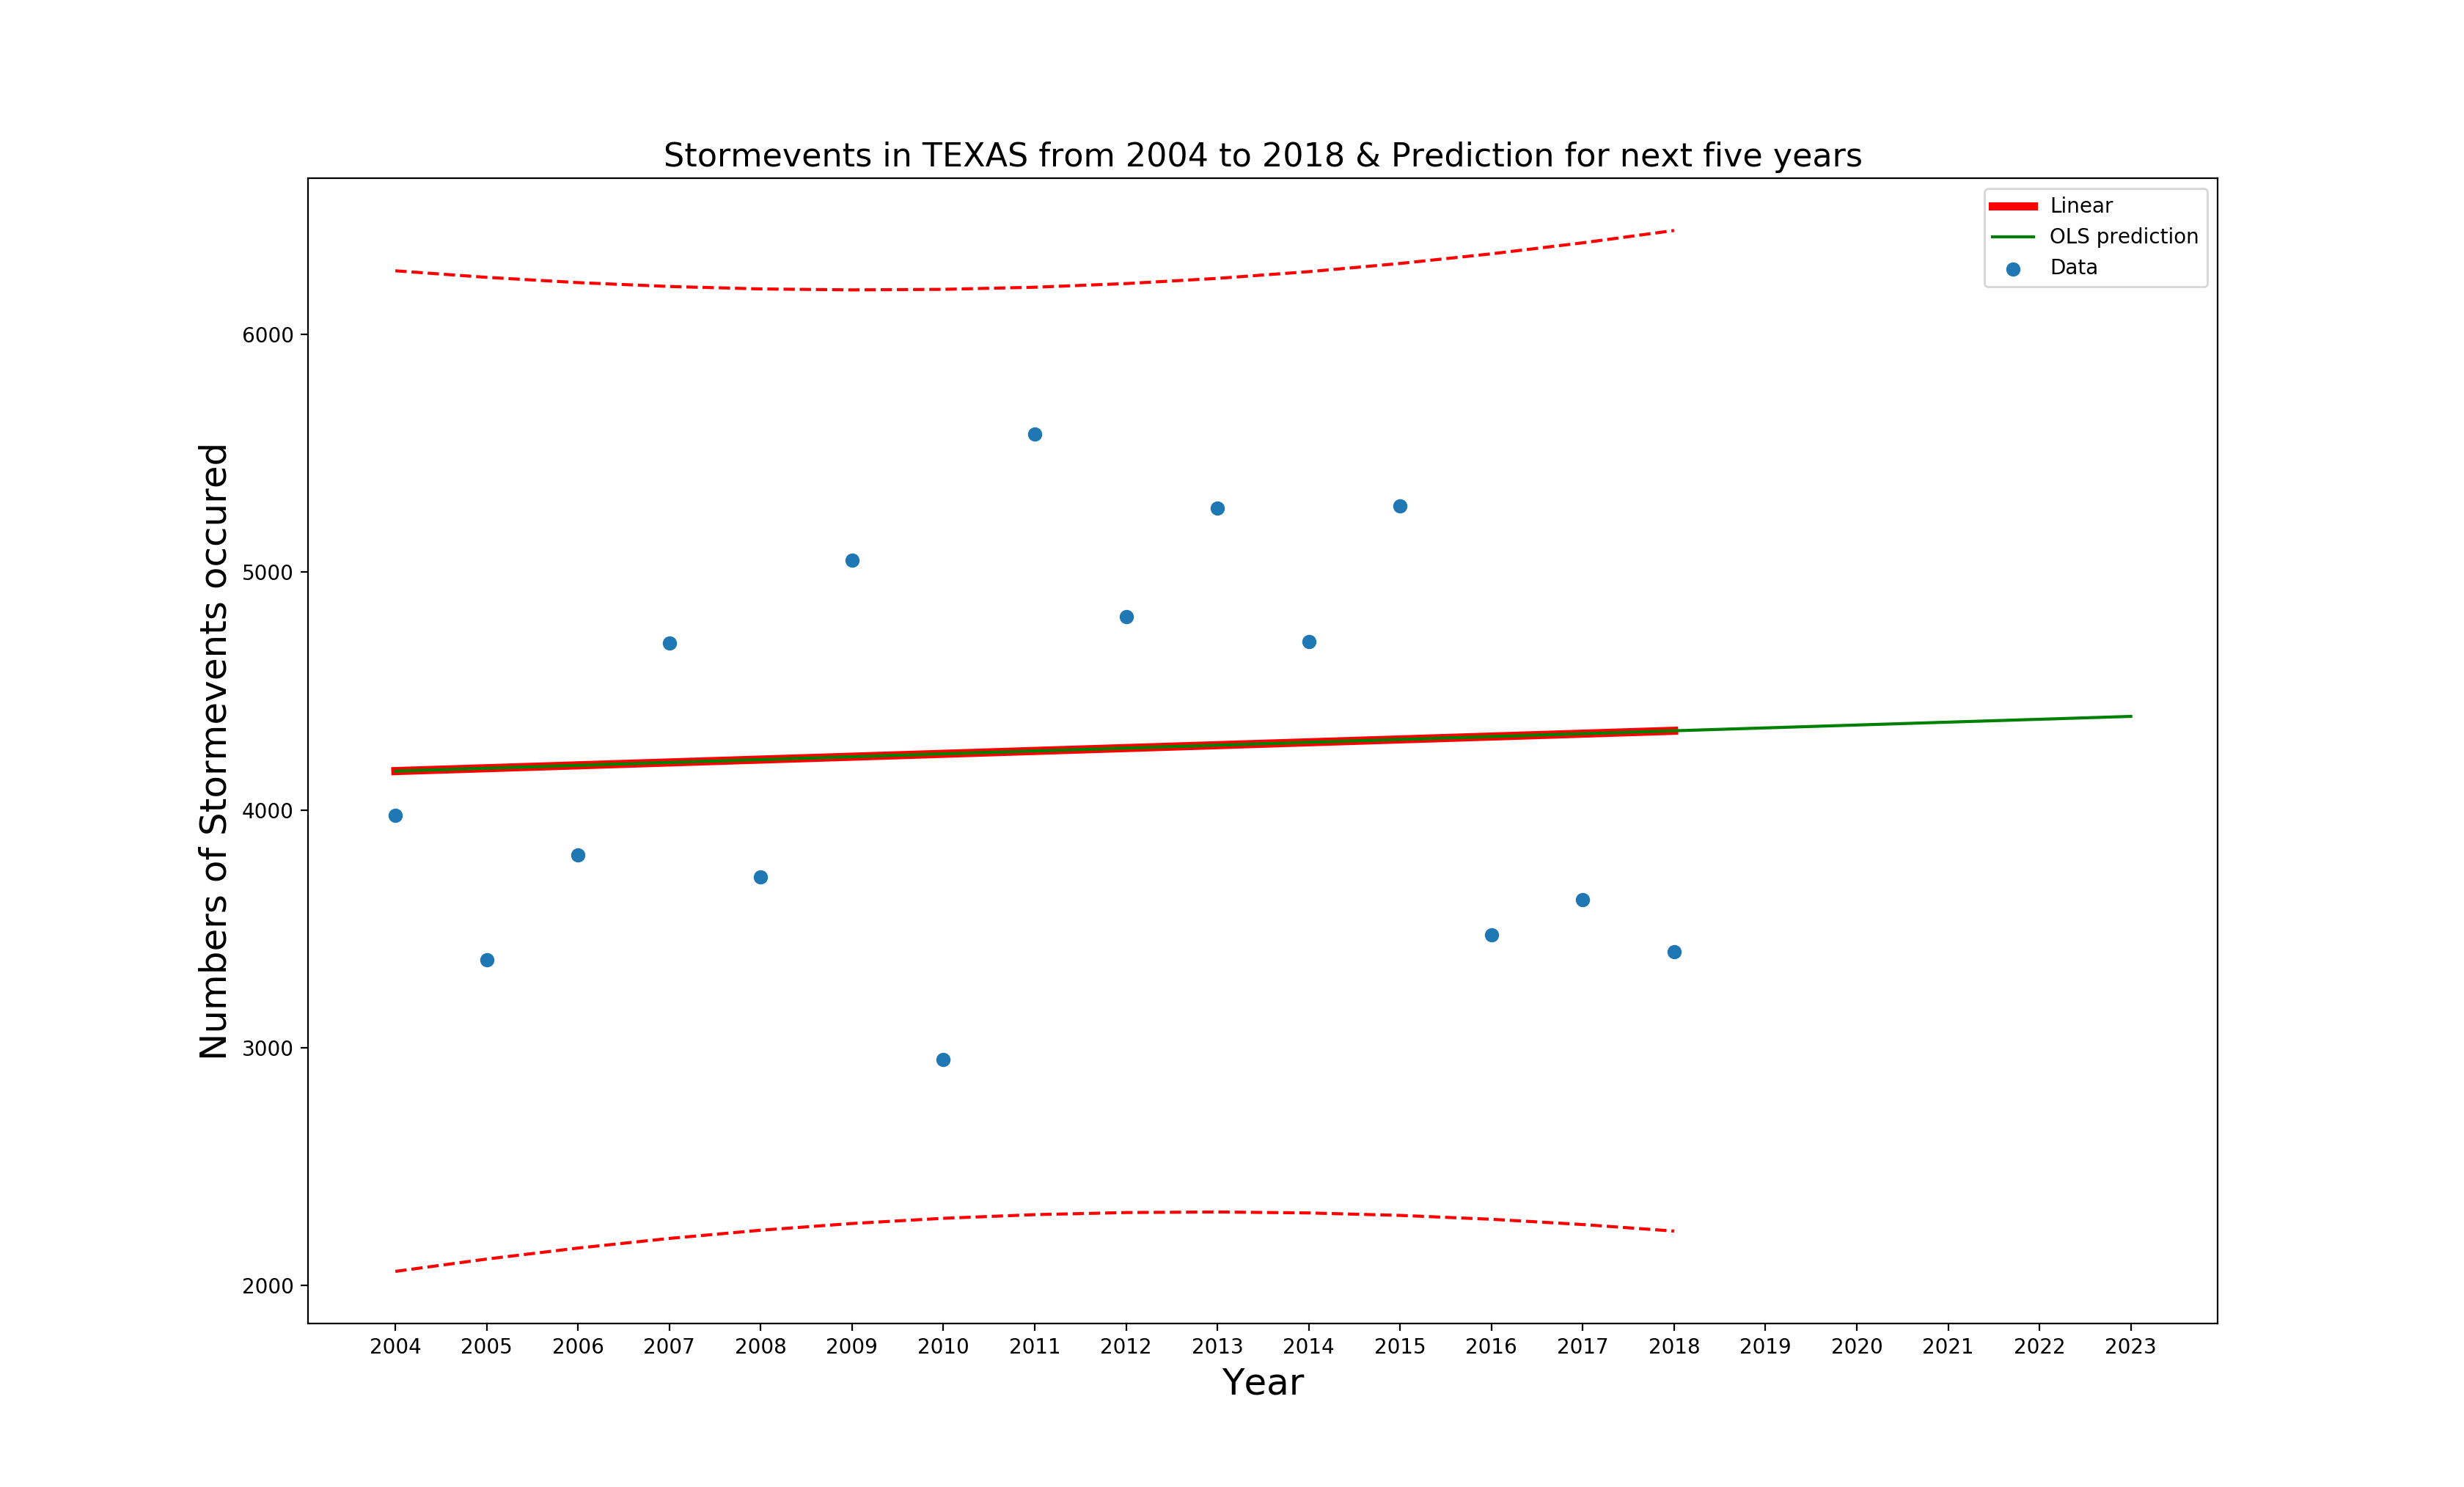 Stormevents in TEXAS from 2004 to 2018 & Prediction for next five years
Linear
OLS prediction
Data
Numbers of Stormevents occured
6000
5000
4000
3000
2000
2004 2005 2006 2007 2008 2009 2010 2011 2012 2013 2014 2015 2016 2017 2018 2019 2020 2021 2022 2023
Year